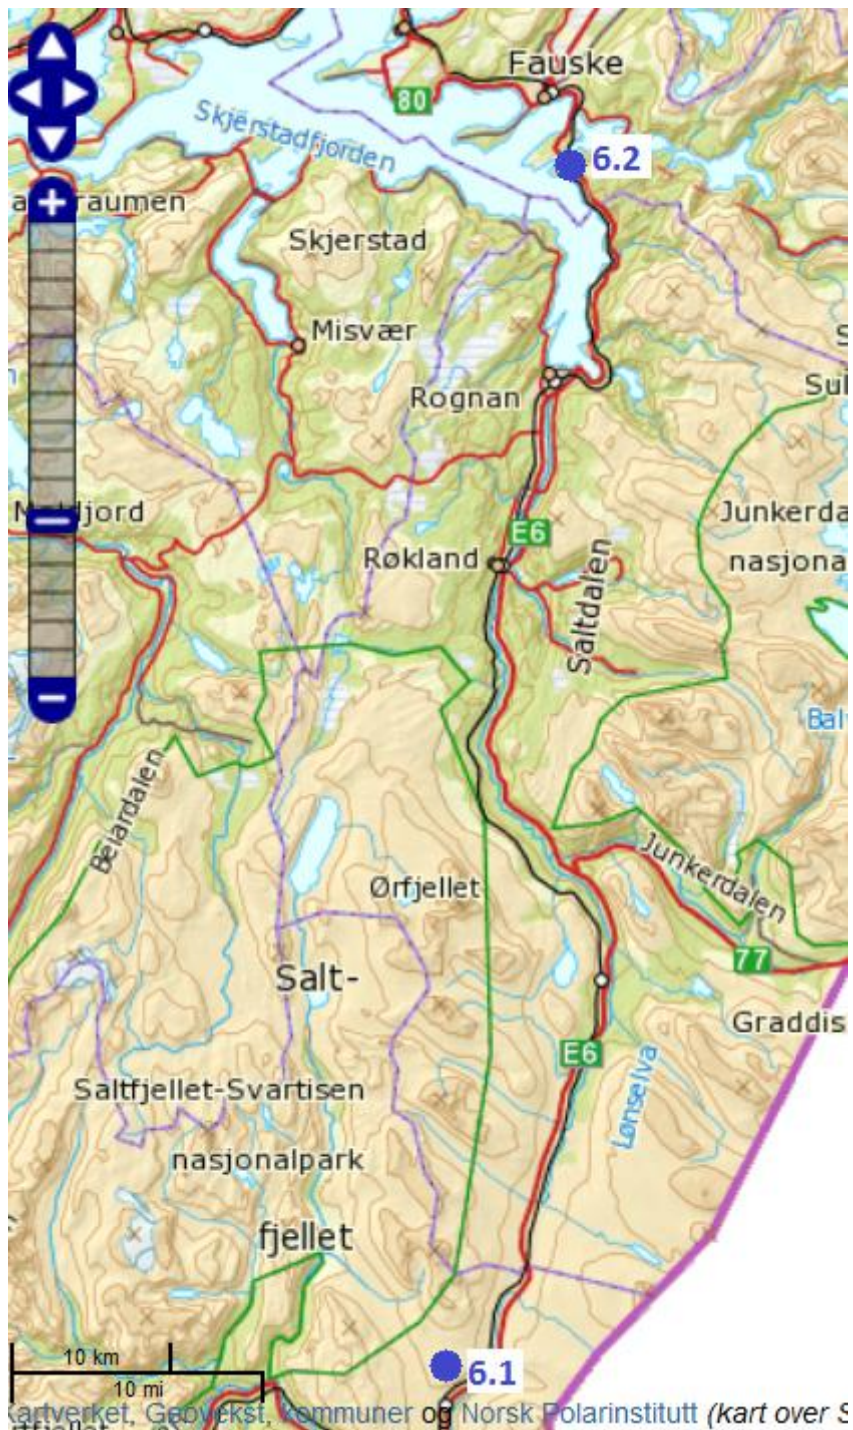 Fauske
80
Skjerstadfjorden
6.2
raumen
Skjerstad
Misvær
Rognan
Sul
Junkerda
nasjona
E6
Røkland
Saltdalen
Beiardalen
Ørfjellet
Junkerdalen
77
Salt-
Graddis
E6
Lønselva
Saltfjellet-Svartisen
nasjonalpark
fjellet
10 km
10 mi
6.1
Kartverket, Geovekst, kommuner og Norsk Polarinstitutt (kart over S